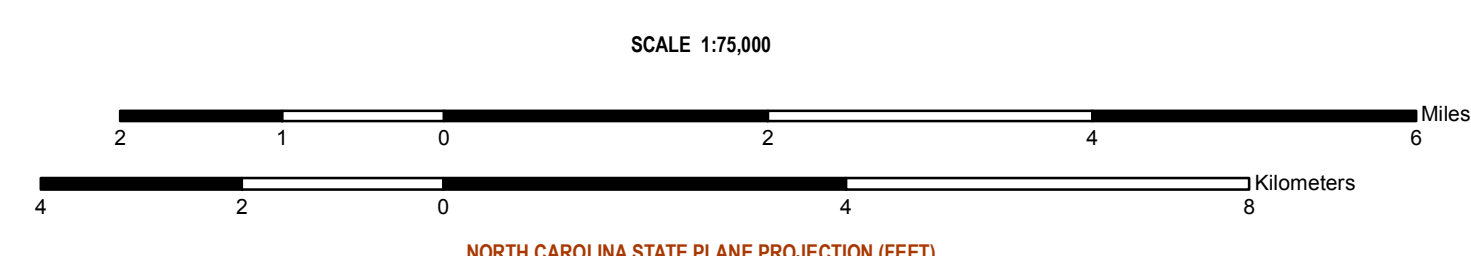 SCALE 1:75,000
Miles
2 1 0 2 4 6
Kilometers
4 2 0 4 8
NORTH CAROLINA STATE PLANE PROJECTION (FEET)